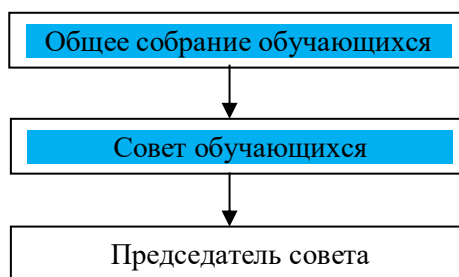 Общее собрание обучающихся
Совет обучающихся
Председатель совета